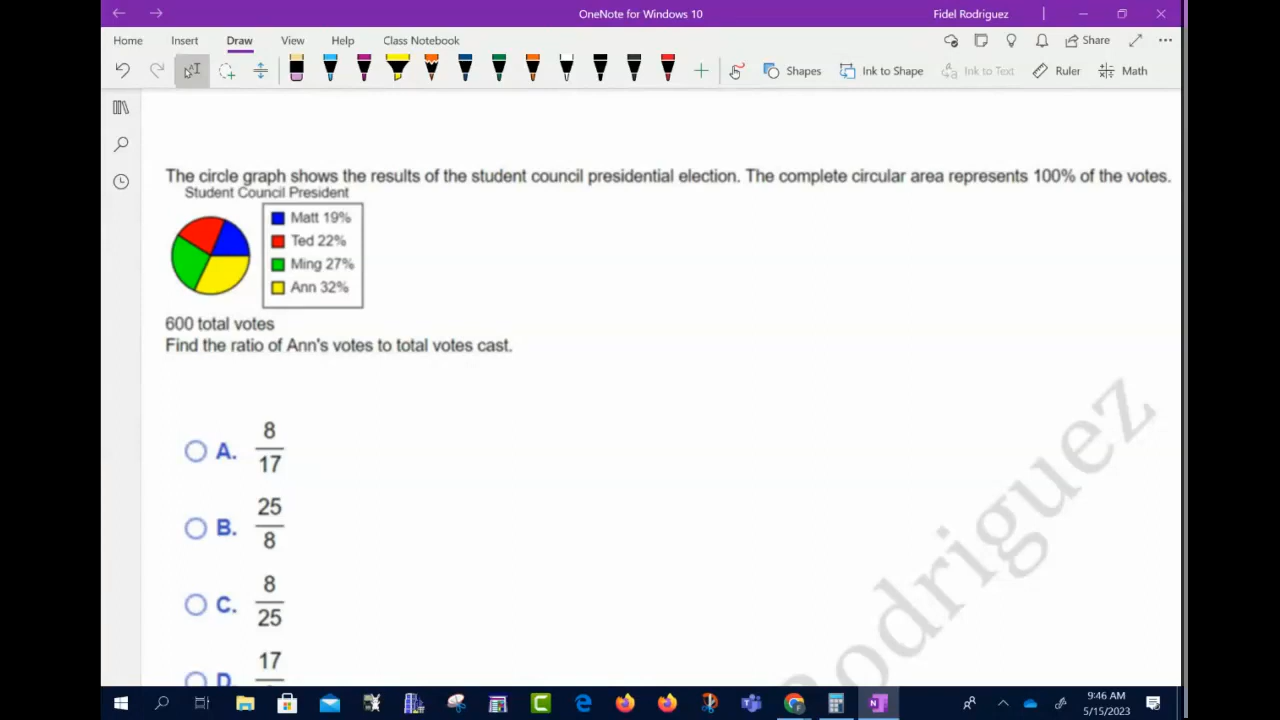 OneNote for Windows 10
Fidel Rodriguez
Home Insert Draw View Help Class Notebook
Share
Shapes Ink to Shape Ink to Text Ruler Math
The circle graph shows the results of the student council presidential election. The complete circular area represents 100% of the votes.
Student Council President
Matt 19%
Ted 22%
Ming 27%
Ann 32%
600 total votes
Find the ratio of Ann's votes to total votes cast.
A. 8
17
B. 25
8
C. 8
25
D. 17
Rodriguez
9:46 AM
5/15/2023